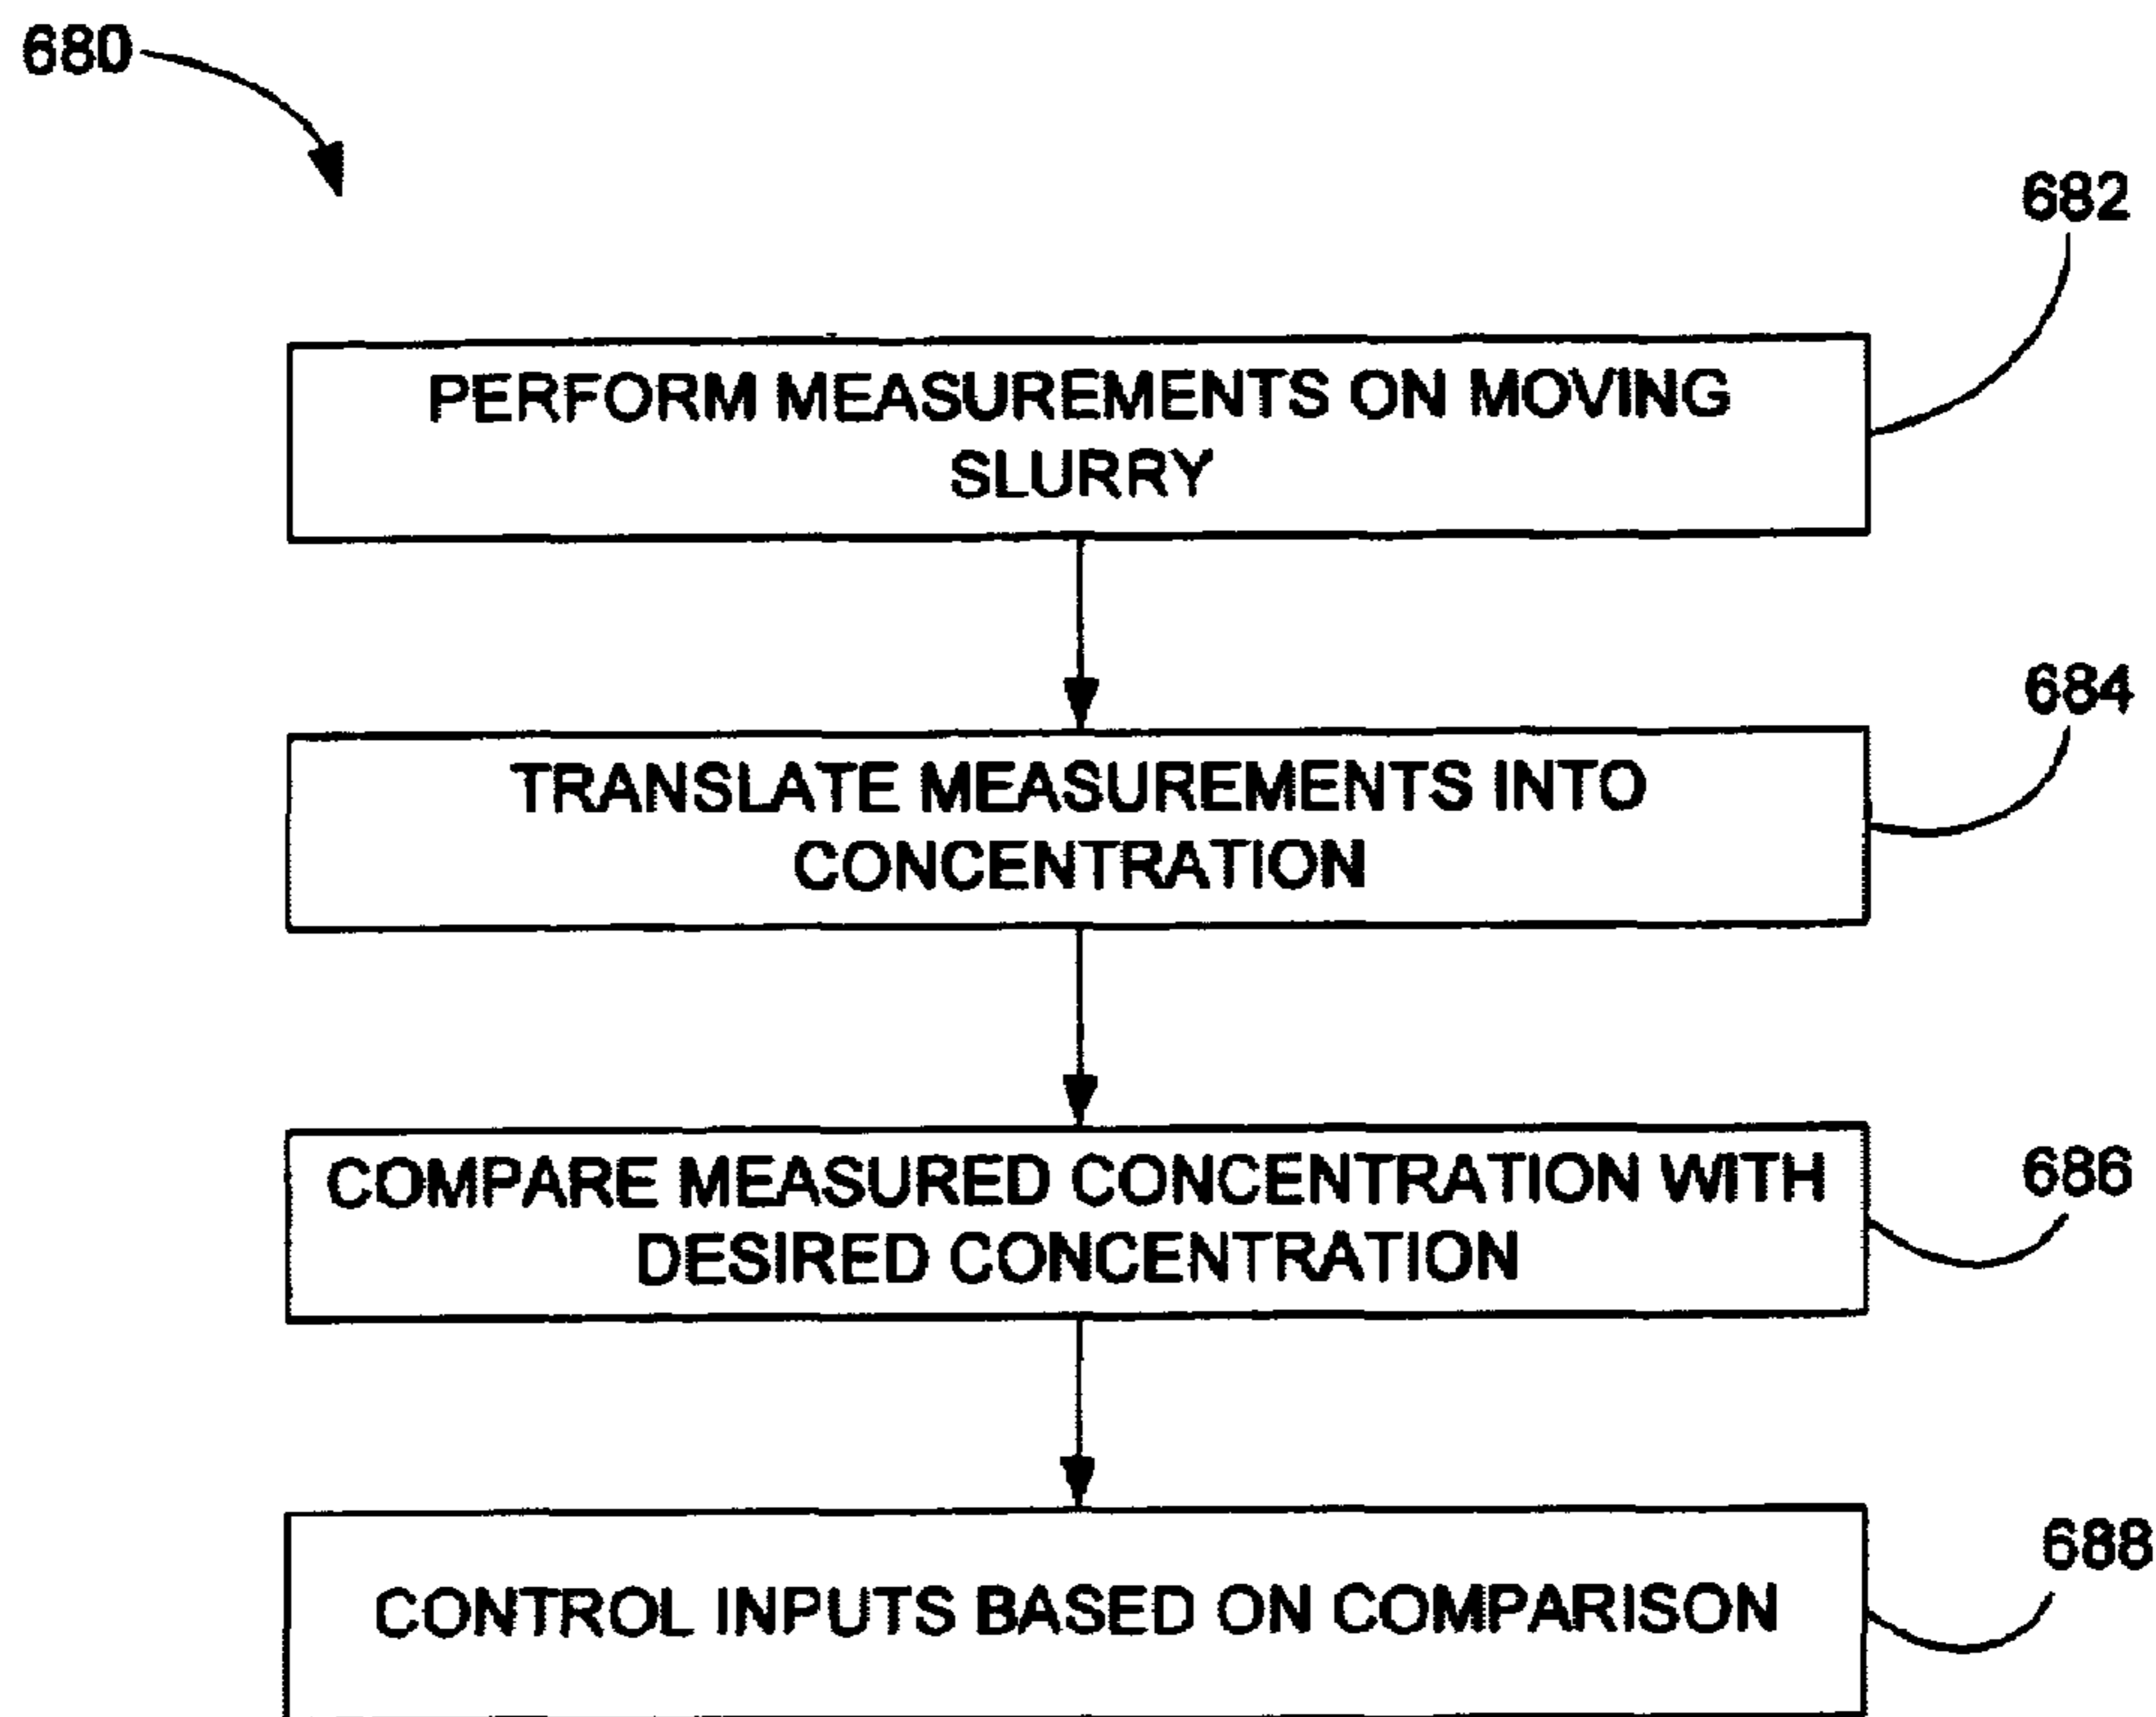 680
682
PERFORM MEASUREMENTS ON MOVING
SLURRY
684
TRANSLATE MEASUREMENTS INTO
CONCENTRATION
686
COMPARE MEASURED CONCENTRATION WITH
DESIRED CONCENTRATION
688
CONTROL INPUTS BASED ON COMPARISON